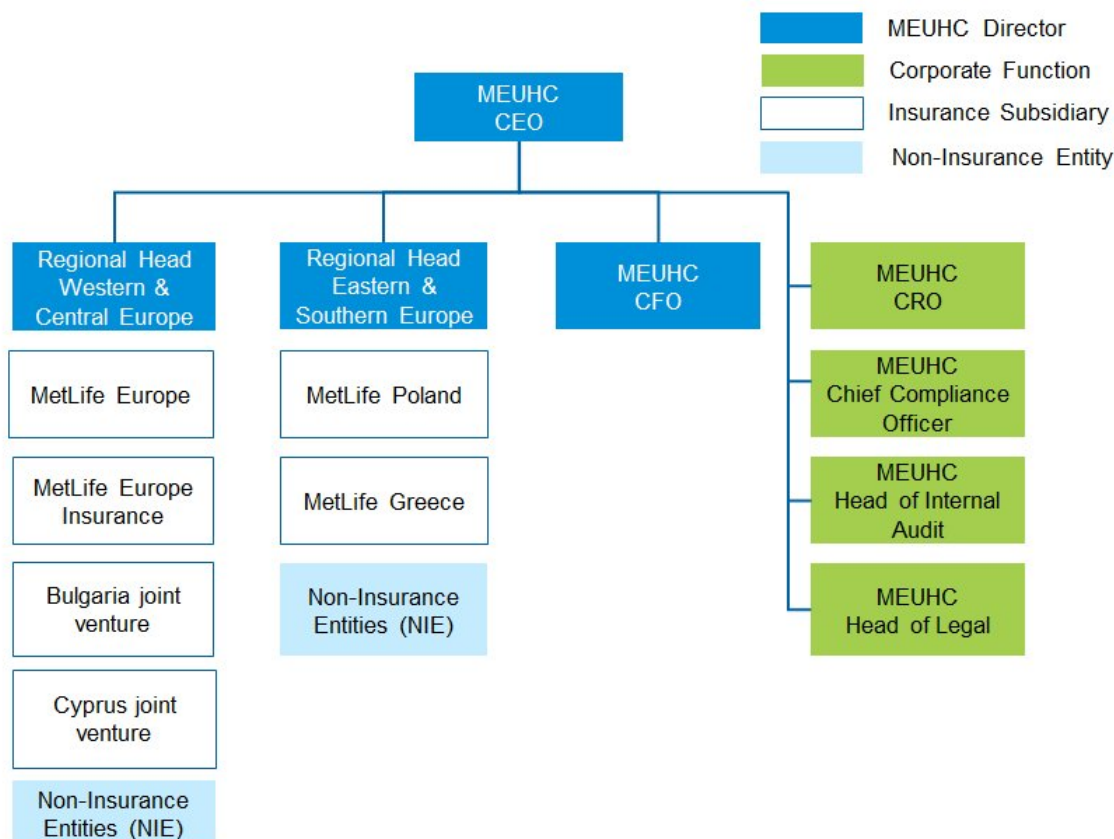 MEUHC Director
Corporate Function
Insurance Subsidiary
Non-Insurance Entity
MEUHC
CEO
Regional Head
Western &
Central Europe
Regional Head
Eastern &
Southern Europe
MEUHC
CFO
MEUHC
CRO
MetLife Europe
MetLife Poland
MEUHC
Chief Compliance
Officer
MetLife Europe
Insurance
MetLife Greece
MEUHC
Head of Internal
Audit
Bulgaria joint
venture
Non-Insurance
Entities (NIE)
MEUHC
Head of Legal
Cyprus joint
venture
Non-Insurance
Entities (NIE)